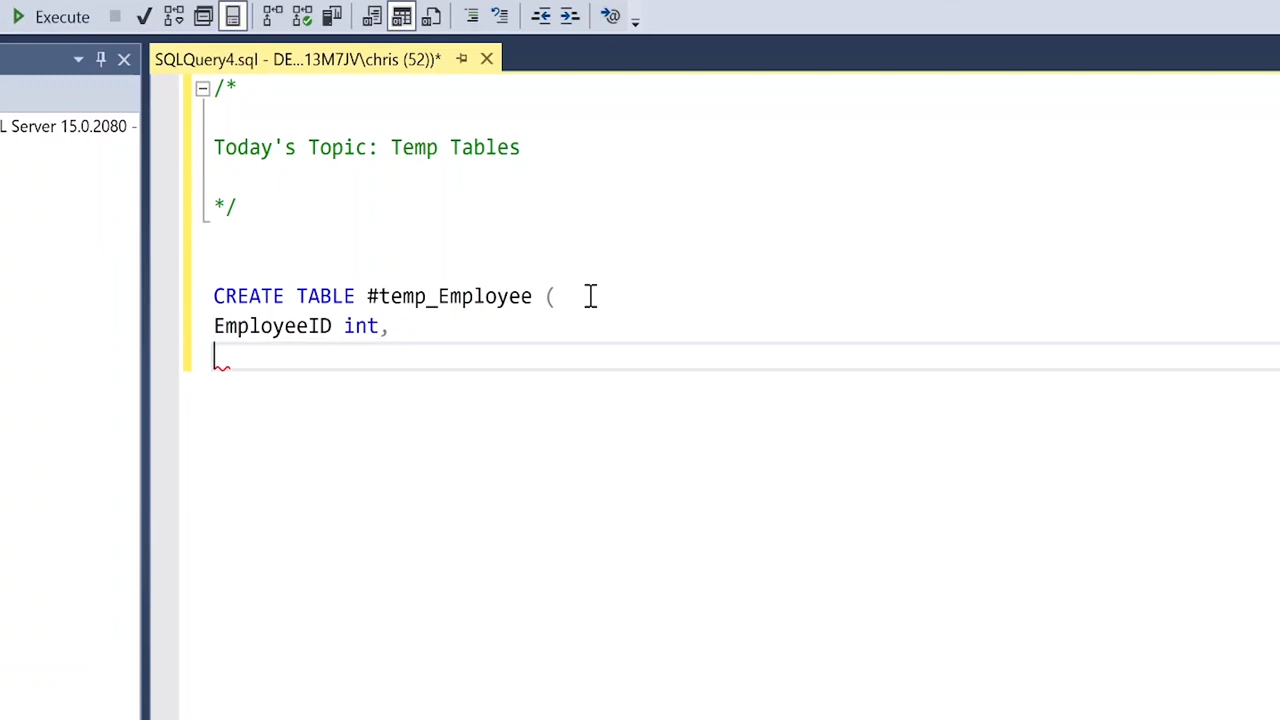 Execute
SQLQuery4.sql - DE...13M7JV\chris (52))*
L Server 15.0.2080 -
/*
Today's Topic: Temp Tables
*/
CREATE TABLE #temp_Employee (
EmployeeID int,